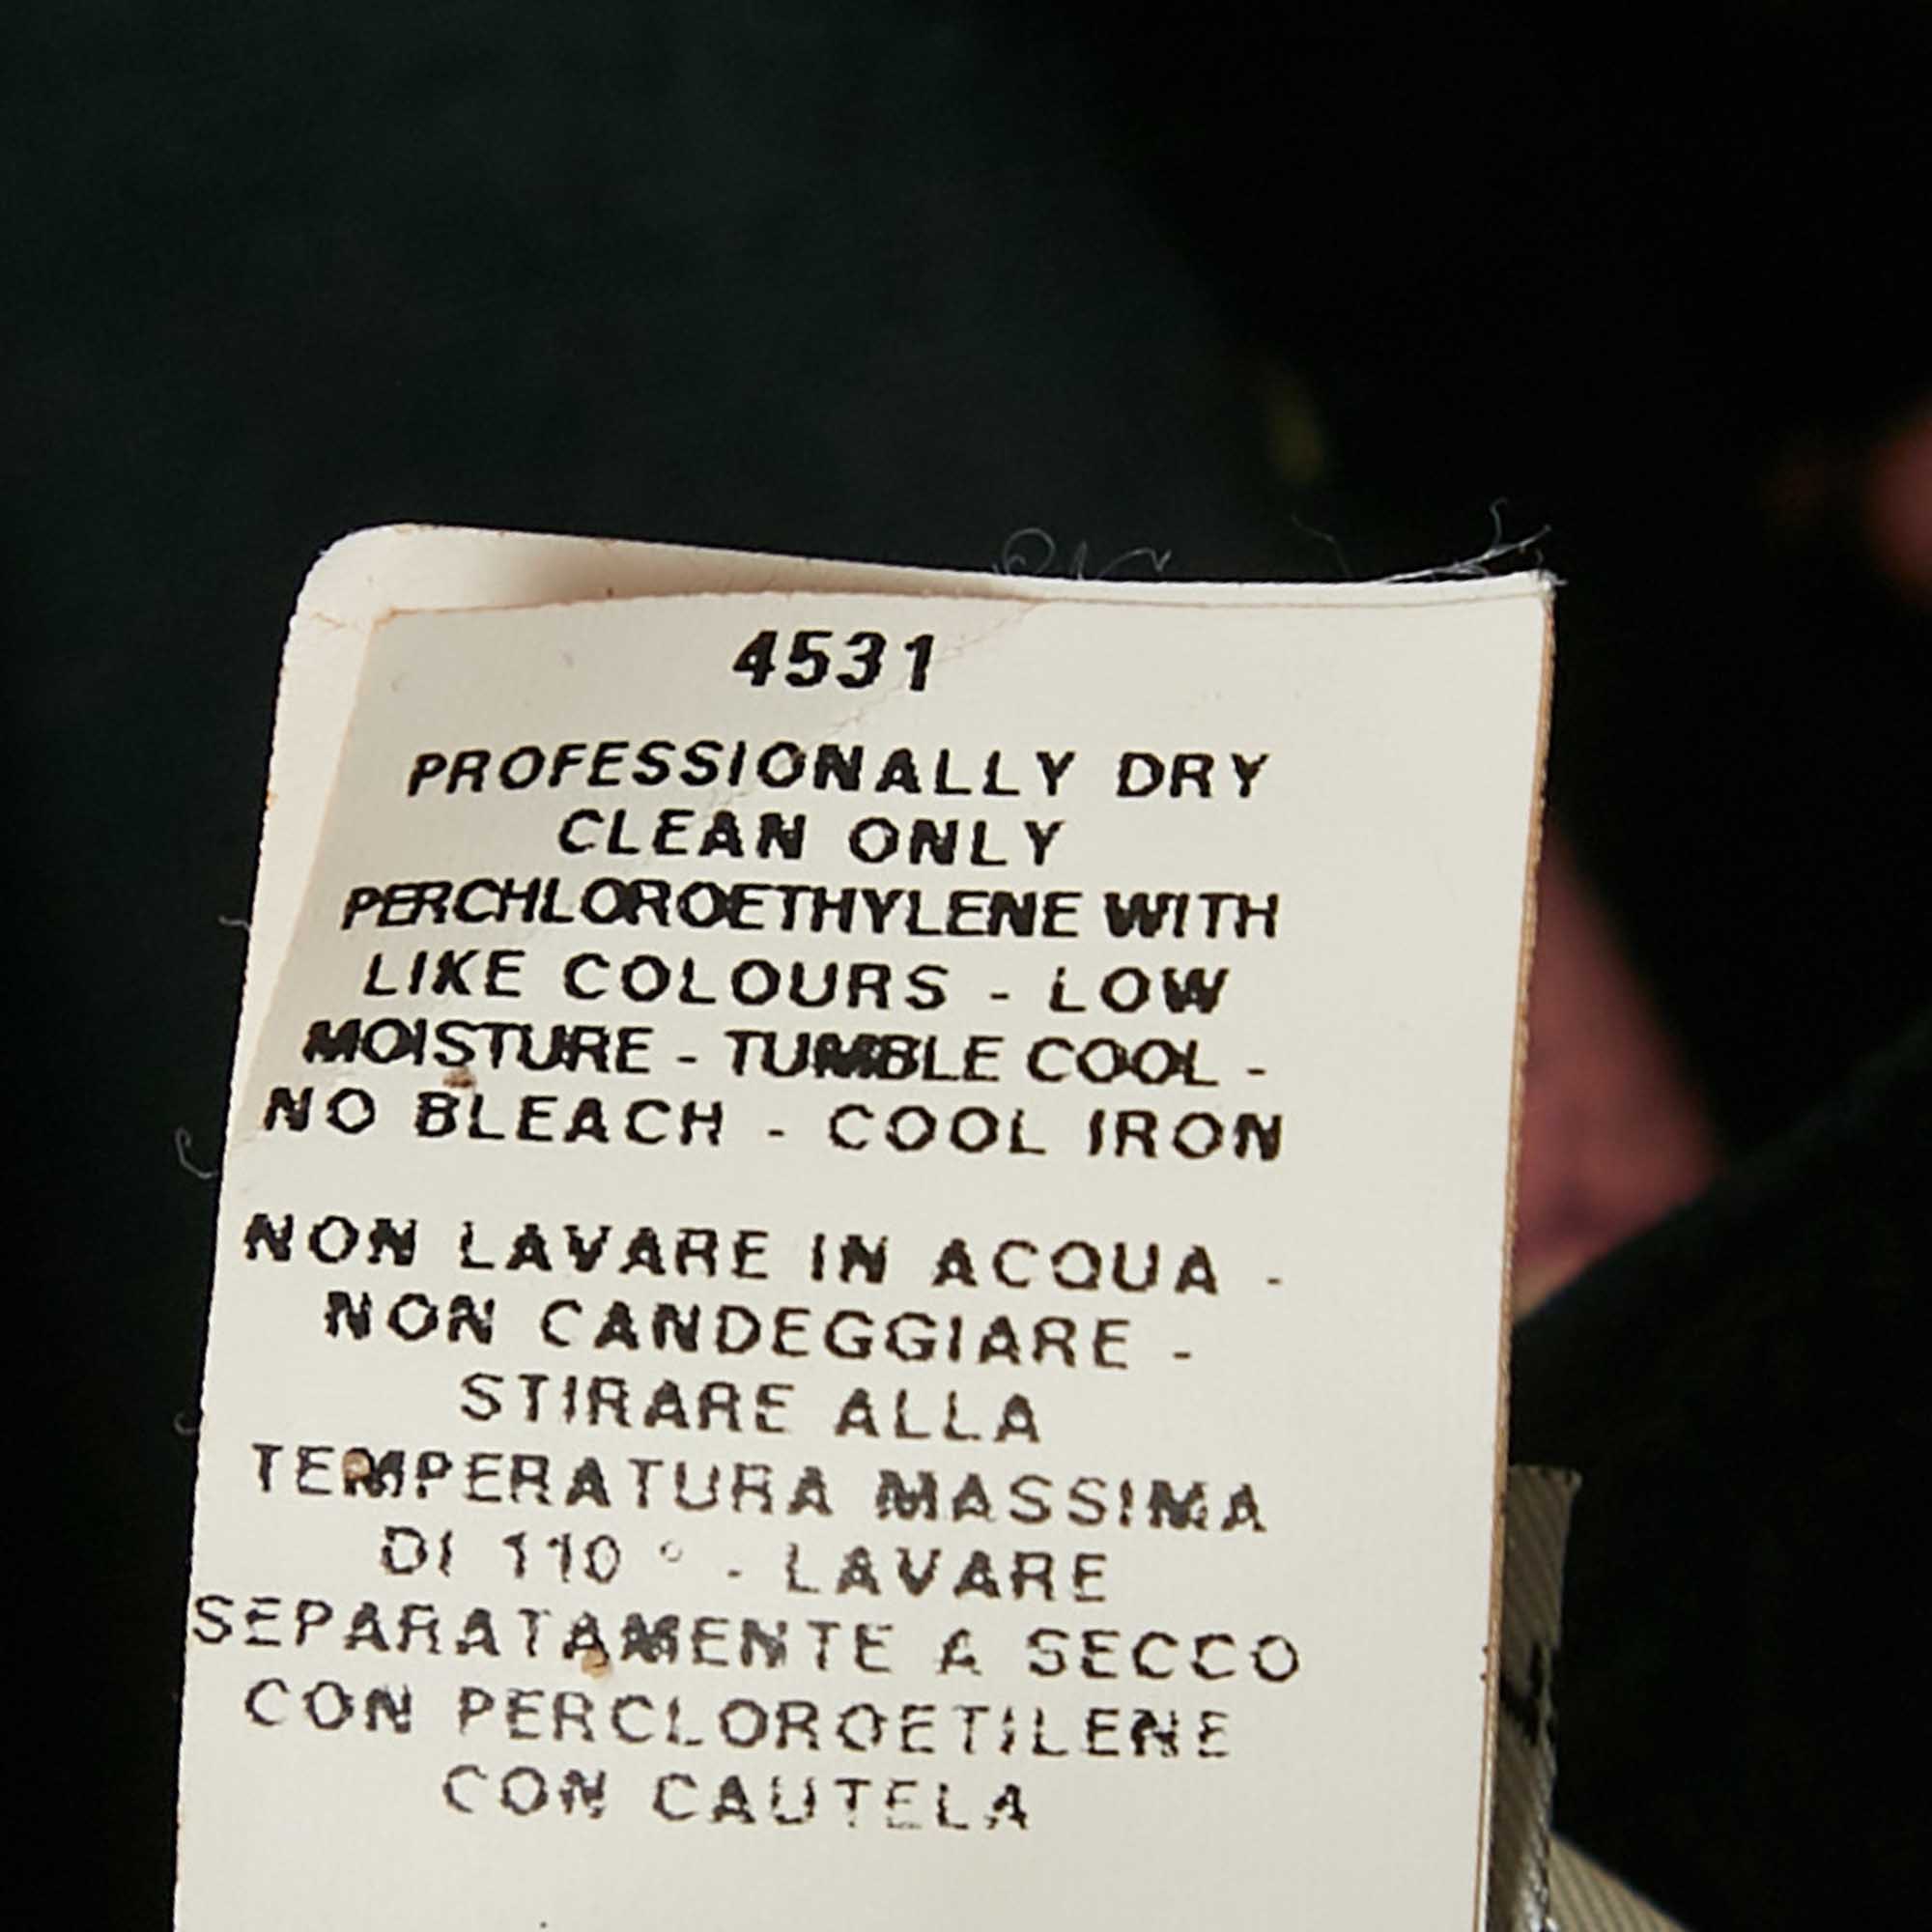 4531
PROFESSIONALLY DRY
CLEAN ONLY
PERCHLOROETHYLENE WITH
LIKE COLOURS - LOW
MOISTURE - TUMBLE COOL -
NO BLEACH - COOL IRON
NON LAVARE IN ACQUA -
NON CANDEGGIARE -
STIRARE ALLA
TEMPERATURA MASSIMA
DI 110 ° - LAVARE
SEPARATAMENTE A SECCO
CON PERCLOROETILENE
CON CAUTELA